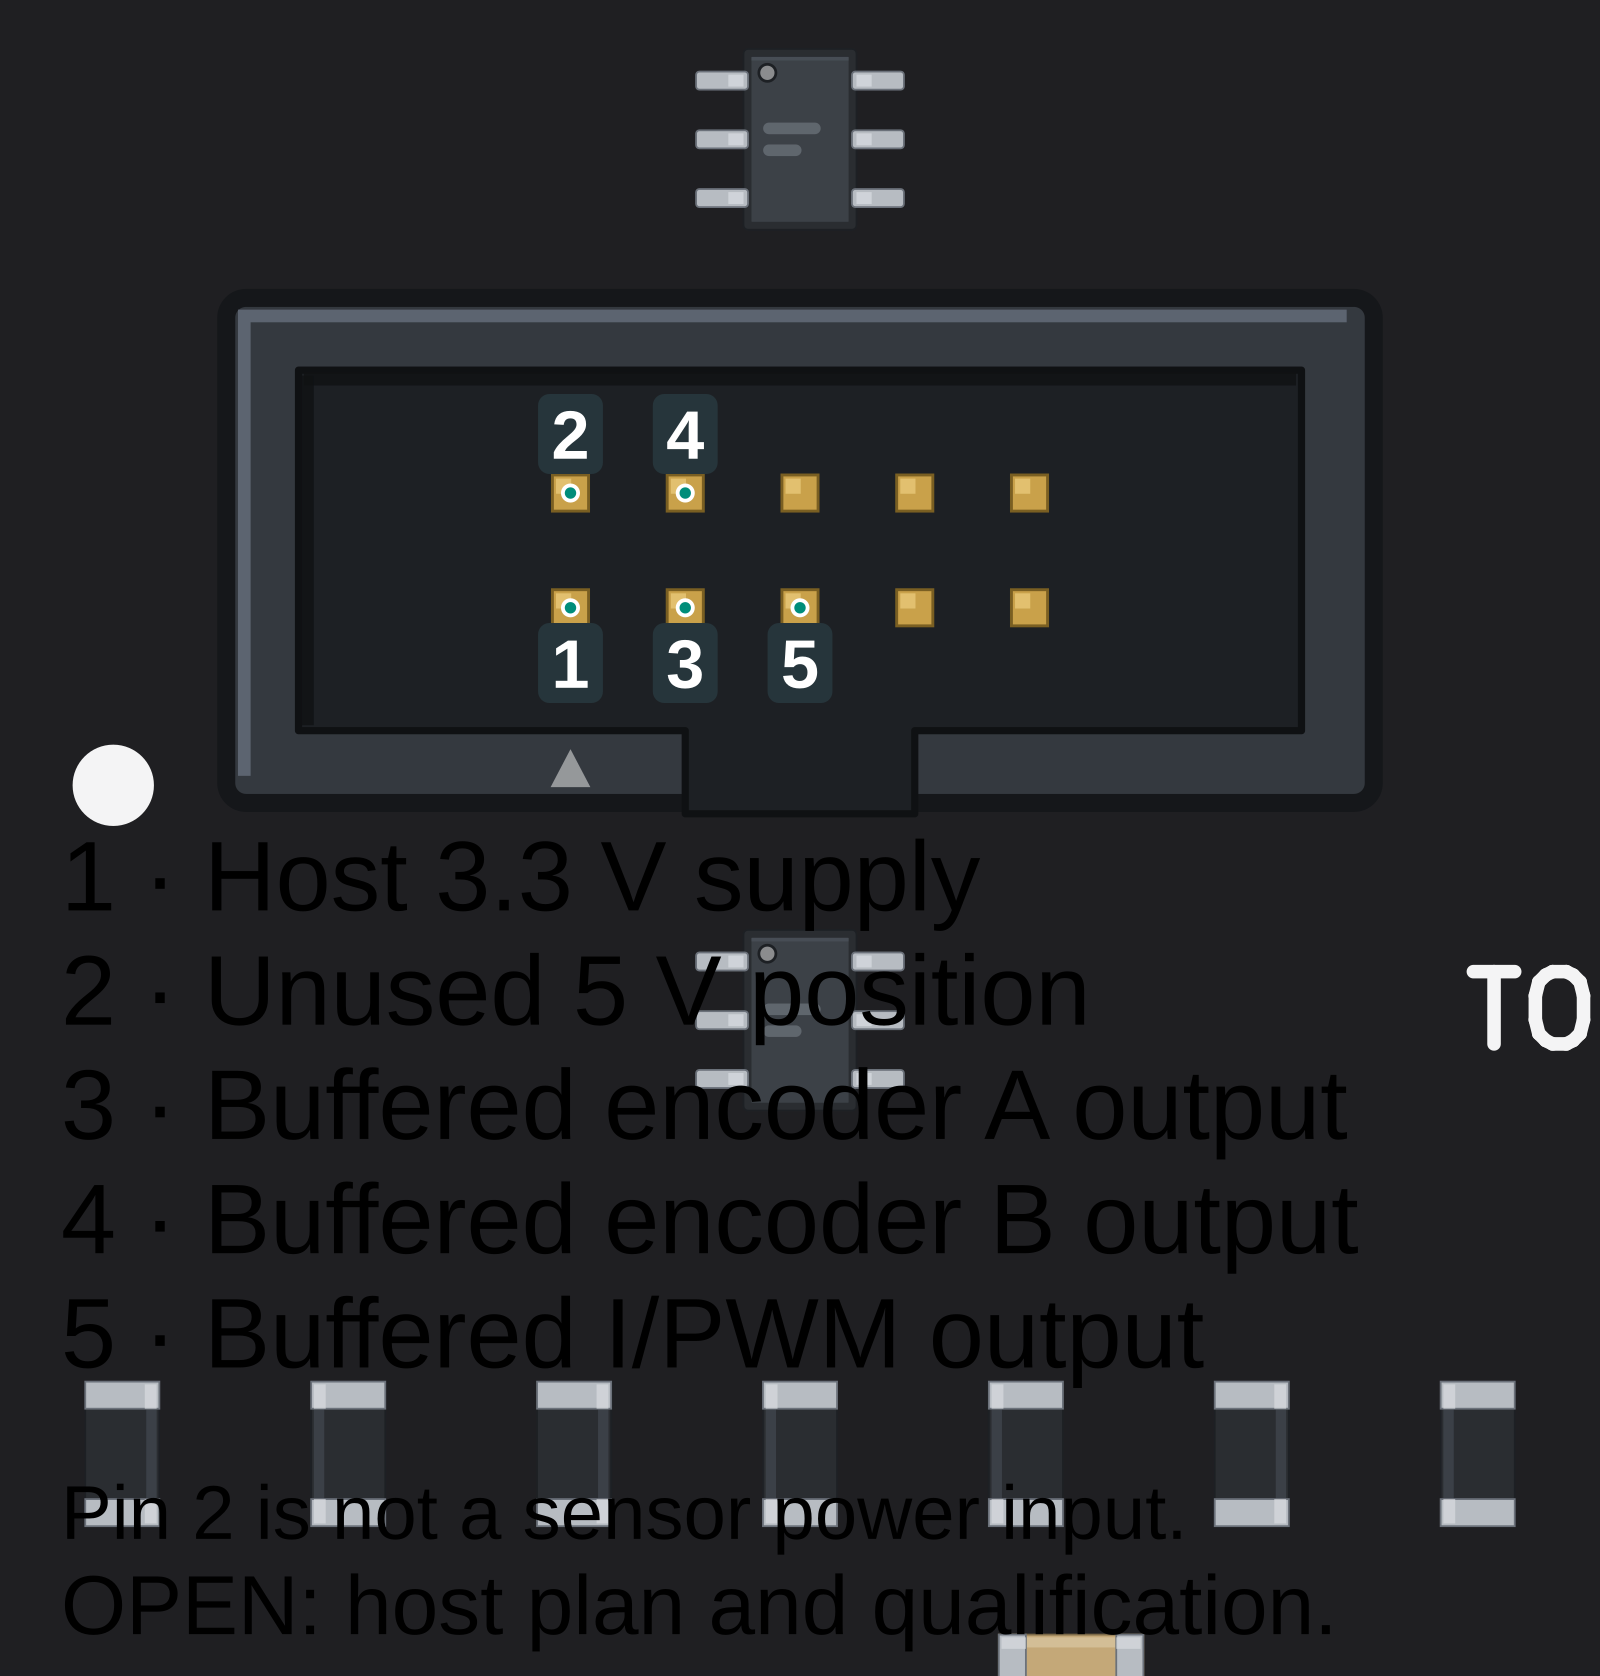 2 4
1 3 5
1 · Host 3.3 V supply
2 · Unused 5 V position
TO
3 · Buffered encoder A output
4 · Buffered encoder B output
5 · Buffered I/PWM output
Pin 2 is not a sensor power input.
OPEN: host plan and qualification.